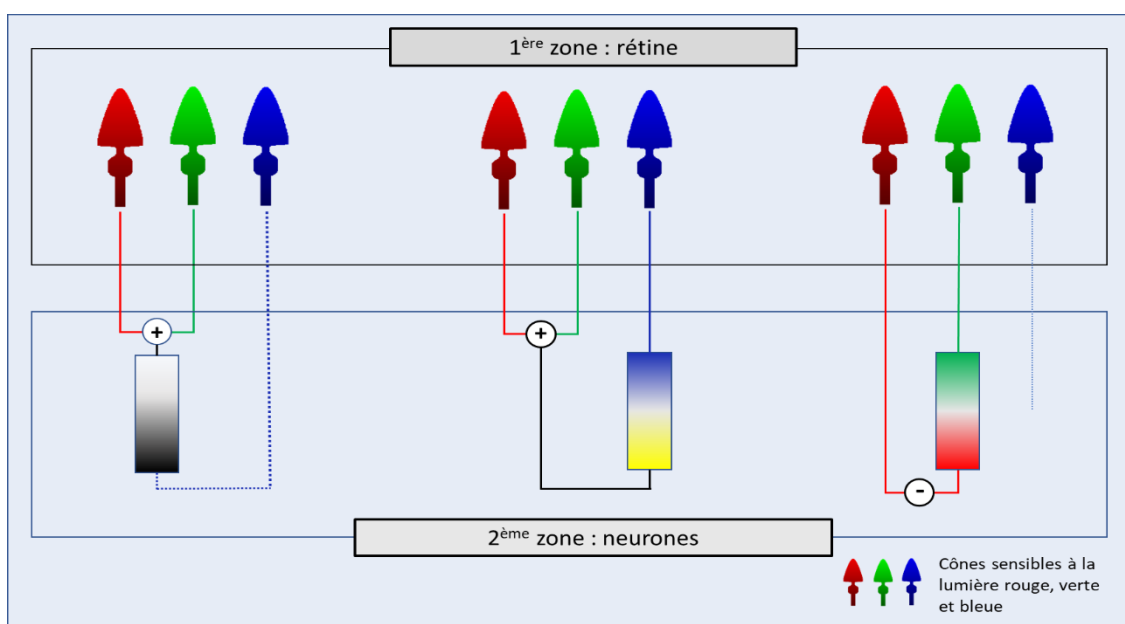 1ère zone : rétine
+
+
-
2ème zone : neurones
Cônes sensibles à la
lumière rouge, verte
et bleue